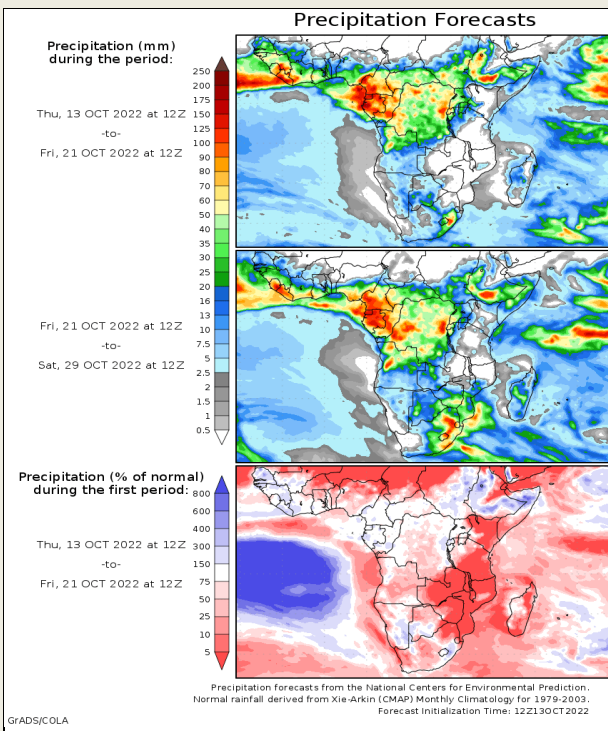 Precipitation Forecasts
Precipitation (mm)
during the period:
Thu, 13 OCT 2022 at 12Z
-to-
Fri, 21 OCT 2022 at 12Z
250
200
175
150
125
100
90
80
70
60
50
40
35
30
25
20
16
13
10
7.5
5
2.5
2
1.5
1
0.5
Fri, 21 OCT 2022 at 12Z
-to-
Sat, 29 OCT 2022 at 12Z
Precipitation (% of normal)
during the first period:
Thu, 13 OCT 2022 at 12Z
-to-
Fri, 21 OCT 2022 at 12Z
800
600
400
300
150
75
50
25
10
5
Precipitation forecasts from the National Centers for Environmental Prediction.
Normal rainfall derived from Xie-Arkin (CMAP) Monthly Climatology for 1979-2003.
Forecast Initialization Time: 12Z13OCT2022
GrADS/COLA